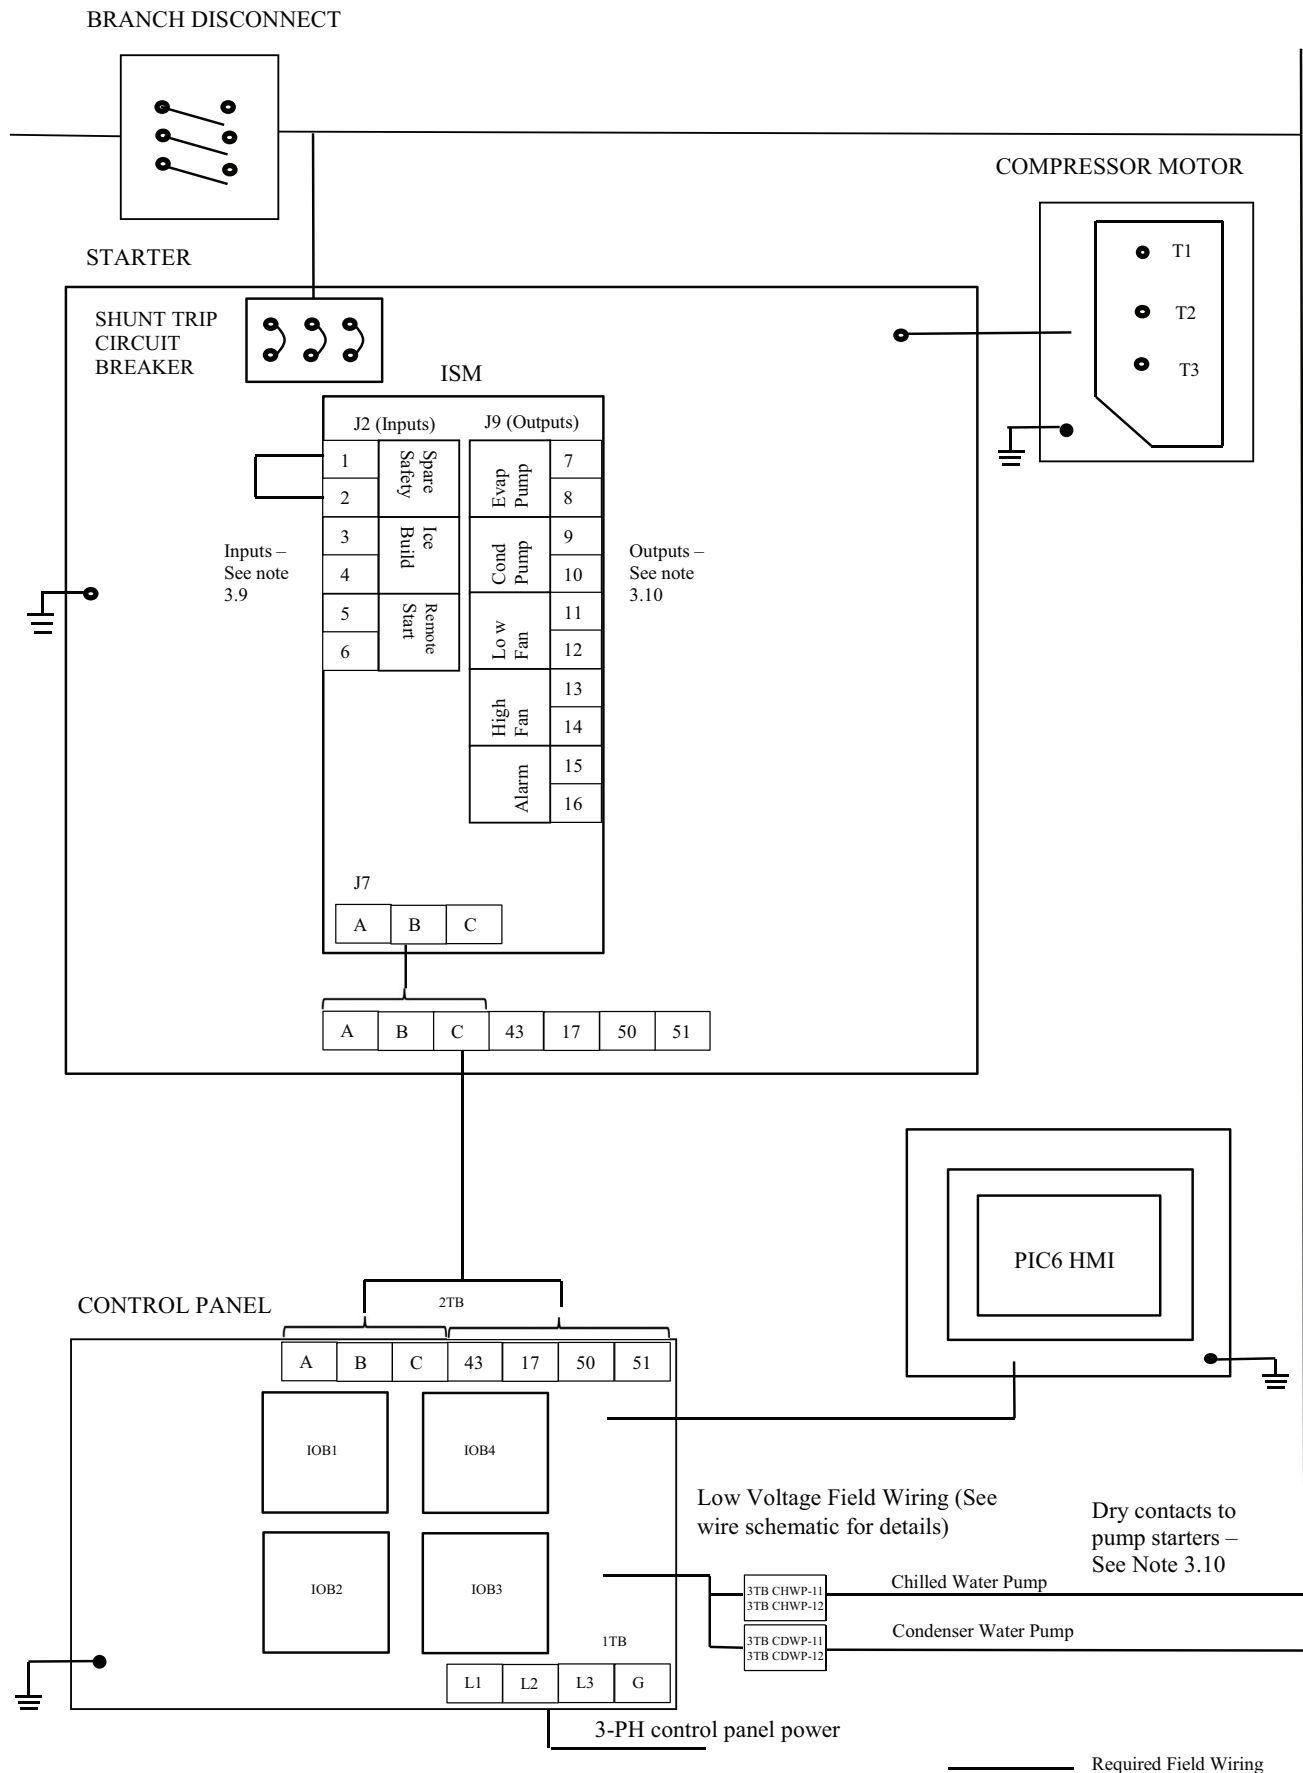 BRANCH DISCONNECT
COMPRESSOR MOTOR
T1
T2
T3
STARTER
SHUNT TRIP
CIRCUIT
BREAKER
ISM
J2 (Inputs)
J9 (Outputs)
1
2
3
4
5
6
Spare
Safety
Ice
Build
Remote
Start
Evap
Pump
Cond
Pump
Lo w
Fan
High
Fan
Alarm
7
8
9
10
11
12
13
14
15
16
Inputs –
See note
3.9
Outputs –
See note
3.10
J7
A B C
A B C 43 17 50 51
PIC6 HMI
CONTROL PANEL
2TB
A B C 43 17 50 51
IOB1
IOB4
IOB2
IOB3
Low Voltage Field Wiring (See
wire schematic for details)
Dry contacts to
pump starters –
See Note 3.10
3TB CHWP-11
3TB CHWP-12
Chilled Water Pump
3TB CDWP-11
3TB CDWP-12
Condenser Water Pump
1TB
L1 L2 L3 G
3-PH control panel power
Required Field Wiring